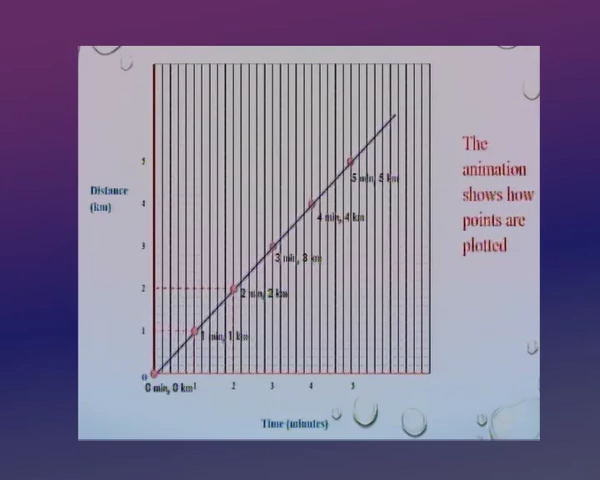 The
animation
shows how
points are
plotted
Distance
(km)
5
4
3
2
1
0
5 min, 5 km
4 min, 4 km
3 min, 3 km
2 min, 2 km
1 min, 1 km
0 min, 0 km
1 2 3 4 5
Time (minutes)